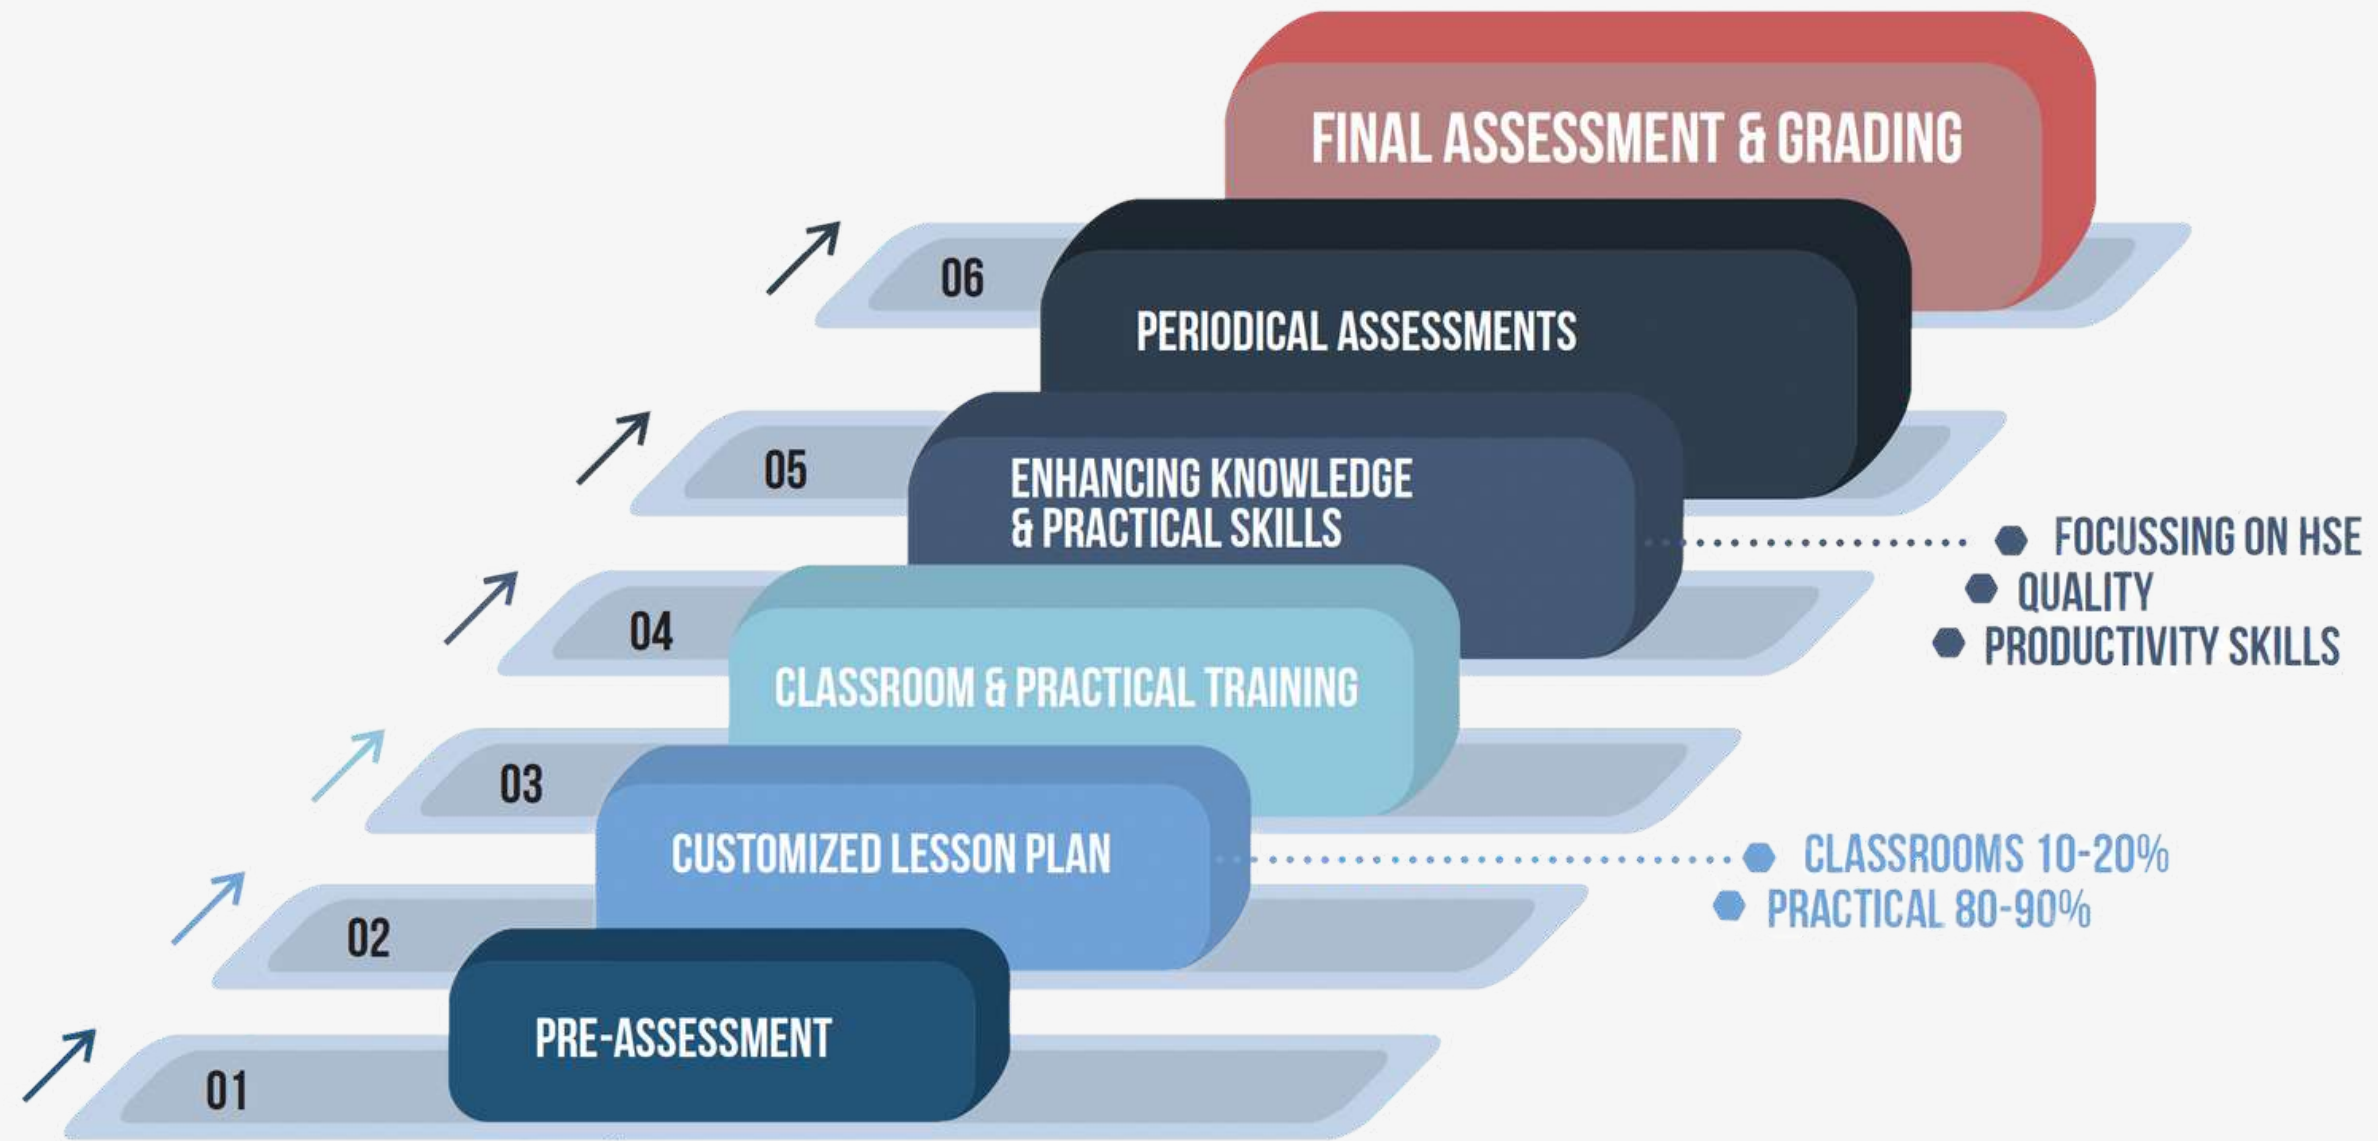 FINAL ASSESSMENT & GRADING
06
PERIODICAL ASSESSMENTS
05
ENHANCING KNOWLEDGE
& PRACTICAL SKILLS
FOCUSSING ON HSE
QUALITY
PRODUCTIVITY SKILLS
04
CLASSROOM & PRACTICAL TRAINING
03
CUSTOMIZED LESSON PLAN
CLASSROOMS 10-20%
PRACTICAL 80-90%
02
PRE-ASSESSMENT
01